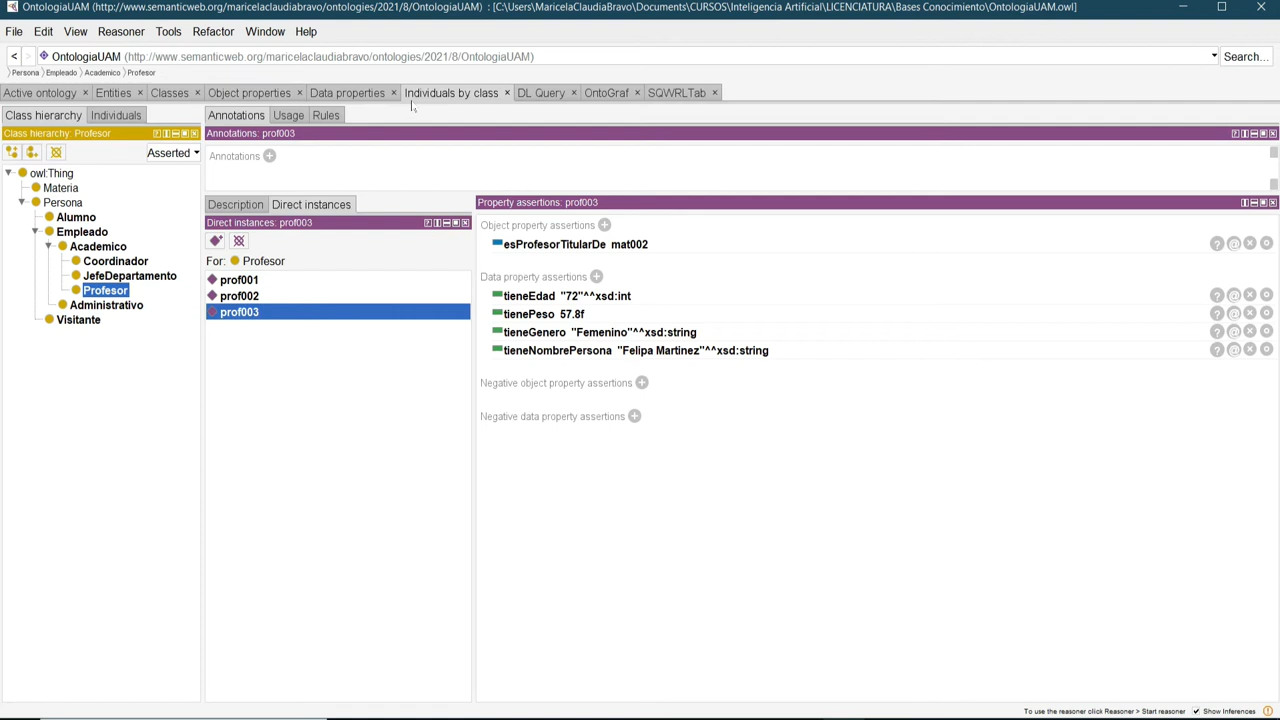 OntologiaUAM (http://www.semanticweb.org/maricelaclaudiabravo/ontologies/2021/8/OntologiaUAM) : [C:\Users\MaricelaClaudiaBravo\Documents\CURSOS\Inteligencia Artificial\LICENCIATURA\Bases Conocimiento\OntologiaUAM.owl]
File Edit View Reasoner Tools Refactor Window Help
< > OntologiaUAM (http://www.semanticweb.org/maricelaclaudiabravo/ontologies/2021/8/OntologiaUAM) Search...
Persona Empleado Academico Profesor
Active ontology × Entities × Classes × Object properties × Data properties × Individuals by class × DL Query × OntoGraf × SQWRLTab ×
Class hierarchy Individuals
Class hierarchy: Profesor
Asserted
owl:Thing
Materia
Persona
Alumno
Empleado
Academico
Coordinador
JefeDepartamento
Profesor
Administrativo
Visitante
Annotations Usage Rules
Annotations: prof003
Annotations
Description Direct instances
Direct instances: prof003
For: Profesor
prof001
prof002
prof003
Property assertions: prof003
Object property assertions
esProfesorTitularDe mat002
Data property assertions
tieneEdad "72"^^xsd:int
tienePeso 57.8f
tieneGenero "Femenino"^^xsd:string
tieneNombrePersona "Felipa Martinez"^^xsd:string
Negative object property assertions
Negative data property assertions
To use the reasoner click Reasoner > Start reasoner Show Inferences